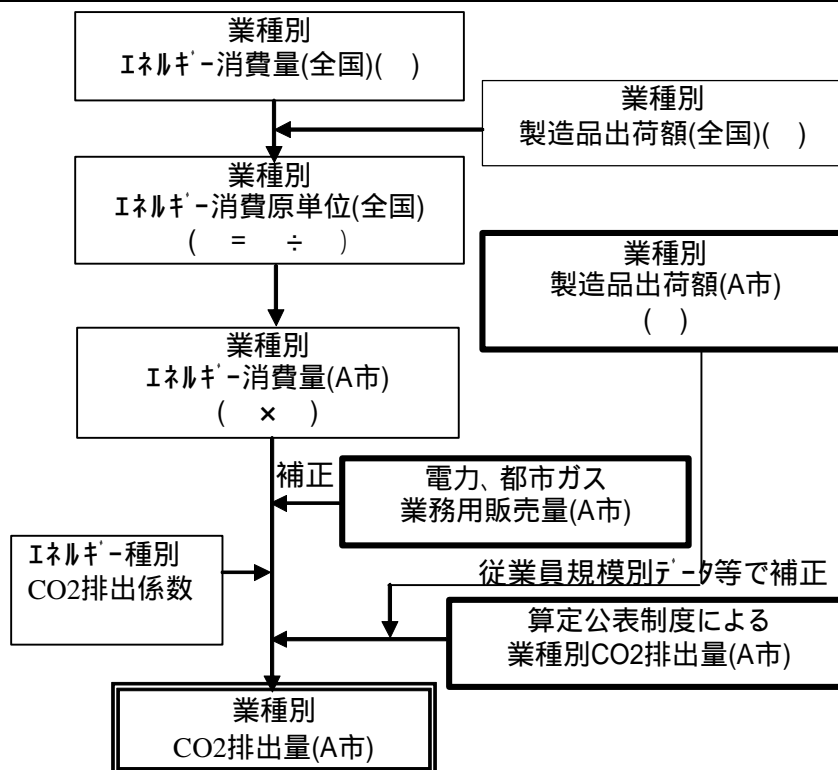 業種別
エネルギー消費量(全国)(　)
業種別
製造品出荷額(全国)(　)
業種別
エネルギー消費原単位(全国)
(　=　÷　)
業種別
製造品出荷額(A市)
(　)
業種別
エネルギー消費量(A市)
(　×　)
補正
電力、都市ガス
業務用販売量(A市)
エネルギー種別
CO2排出係数
従業員規模別データ等で補正
算定公表制度による
業種別CO2排出量(A市)
業種別
CO2排出量(A市)